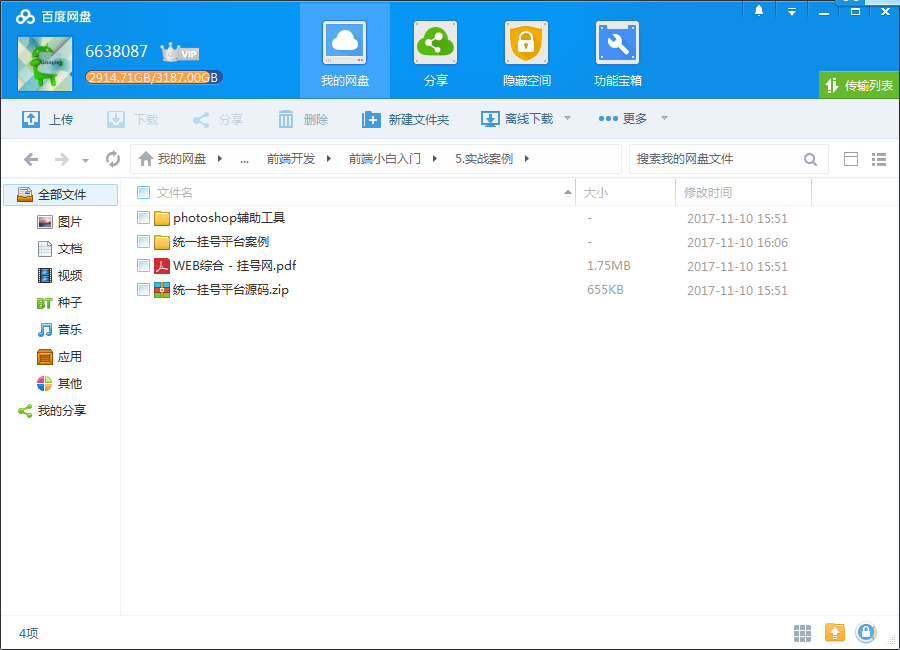 百度网盘
6638087 VIP
2914.71GB/3187.00GB
我的网盘 分享 隐藏空间 功能宝箱
传输列表
上传 下载 分享 删除 新建文件夹 离线下载 更多
我的网盘 ... 前端开发 前端小白入门 5.实战案例 搜索我的网盘文件
全部文件
图片
文档
视频
BT 种子
音乐
应用
其他
我的分享
文件名 大小 修改时间
photoshop辅助工具 - 2017-11-10 15:51
统一挂号平台案例 - 2017-11-10 16:06
WEB综合 - 挂号网.pdf 1.75MB 2017-11-10 15:51
统一挂号平台源码.zip 655KB 2017-11-10 15:51
4项